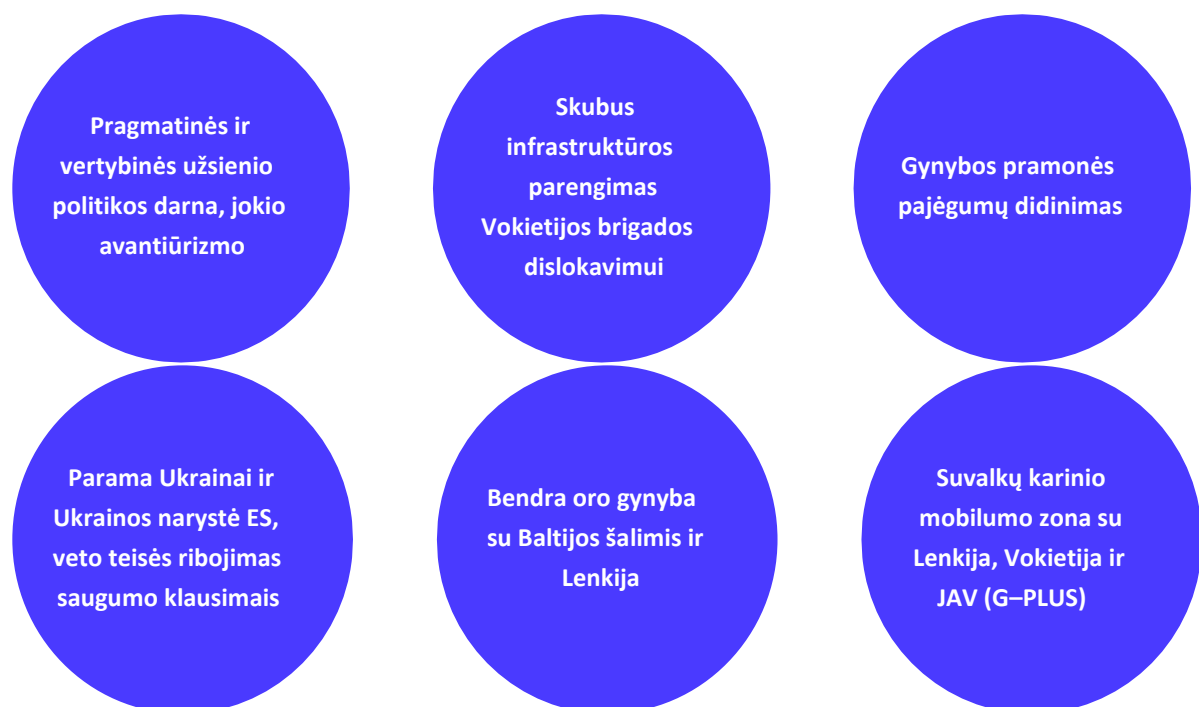 Pragmatinės ir
vertybinės užsienio
politikos darna, jokio
avantiūrizmo
Skubus
infrastruktūros
parengimas
Vokietijos brigados
dislokavimui
Gynybos pramonės
pajėgumų didinimas
Parama Ukrainai ir
Ukrainos narystė ES,
veto teisės ribojimas
saugumo klausimais
Bendra oro gynyba
su Baltijos šalimis ir
Lenkija
Suvalkų karinio
mobilumo zona su
Lenkija, Vokietija ir
JAV (G–PLUS)